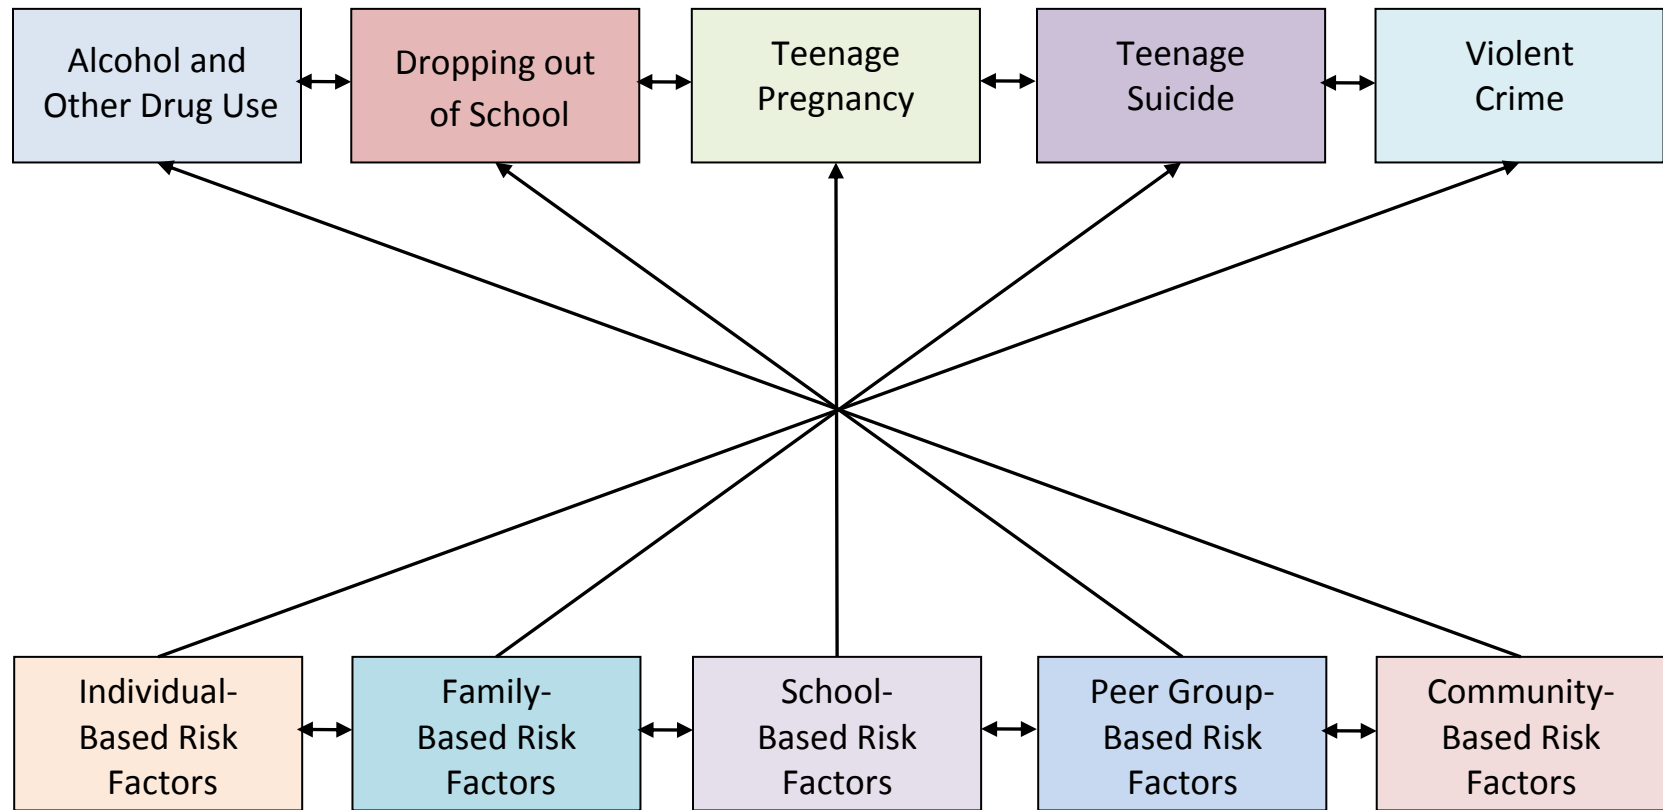 Alcohol and
Other Drug Use
Dropping out
of School
Teenage
Pregnancy
Teenage
Suicide
Violent
Crime
Individual-
Based Risk
Factors
Family-
Based Risk
Factors
School-
Based Risk
Factors
Peer Group-
Based Risk
Factors
Community-
Based Risk
Factors